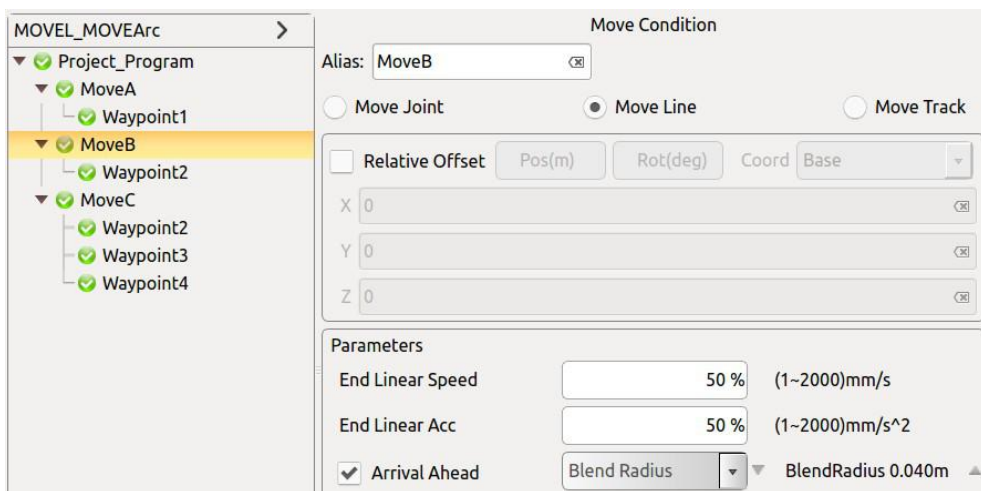 MOVEL_MOVEArc
Project_Program
MoveA
Waypoint1
MoveB
Waypoint2
MoveC
Waypoint2
Waypoint3
Waypoint4
Move Condition
Alias: MoveB
Move Joint Move Line Move Track
Relative Offset Pos(m) Rot(deg) Coord Base
X 0
Y 0
Z 0
Parameters
End Linear Speed 50 % (1~2000)mm/s
End Linear Acc 50 % (1~2000)mm/s^2
Arrival Ahead Blend Radius BlendRadius 0.040m